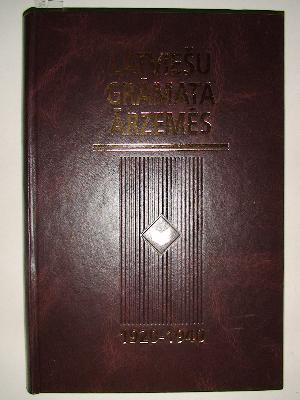 LATVIEŠU
GRĀMATA
ĀRZEMĒS
1920-1940